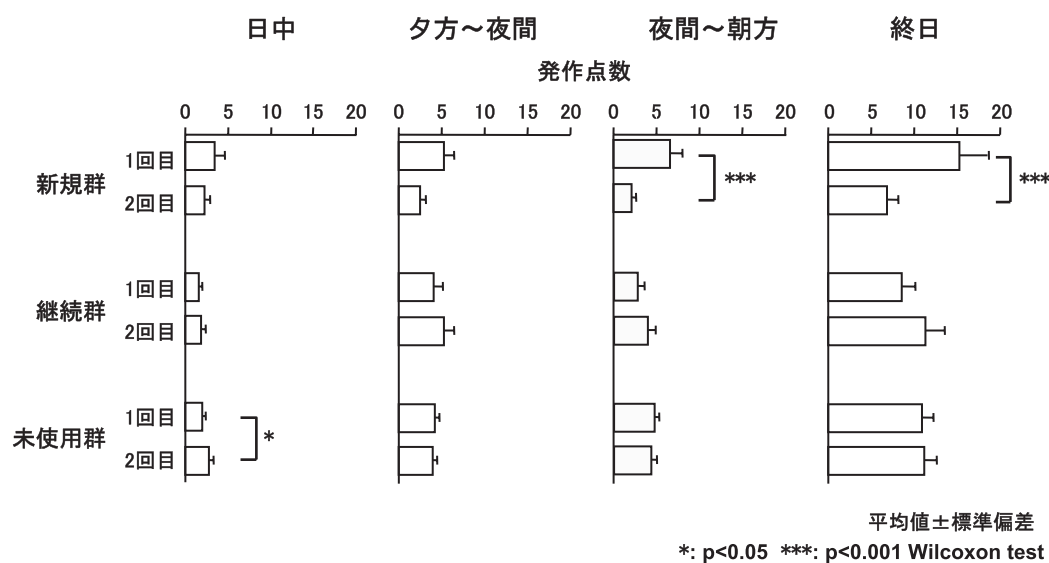 日中 夕方～夜間 夜間～朝方 終日
発作点数
0 5 10 15 20 0 5 10 15 20 0 5 10 15 20 0 5 10 15 20
新規群
1回目
***
***
2回目
継続群
1回目
2回目
未使用群
1回目
*
2回目
平均値±標準偏差
*: p<0.05 ***: p<0.001 Wilcoxon test